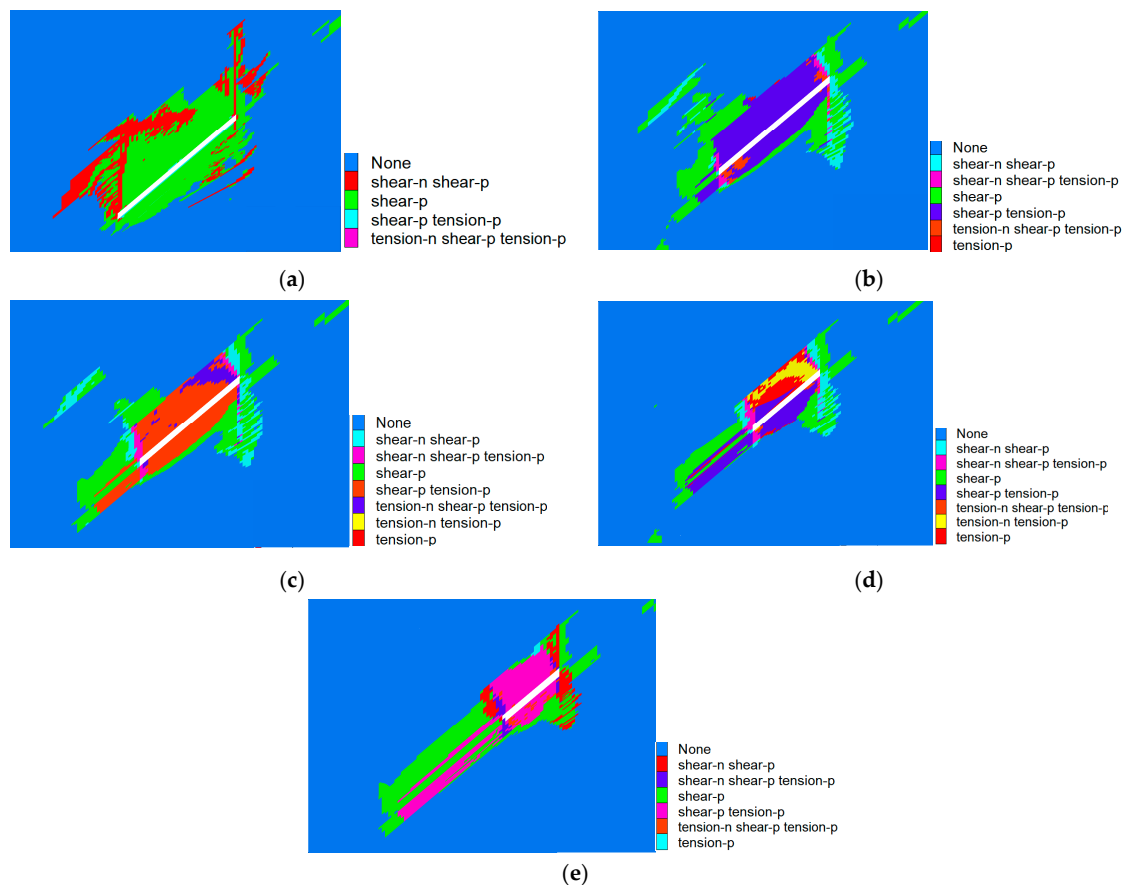 None
shear-n shear-p
shear-p
shear-p tension-p
tension-n shear-p tension-p
(a)
None
shear-n shear-p
shear-n shear-p tension-p
shear-p
shear-p tension-p
tension-n shear-p tension-p
tension-p
(b)
None
shear-n shear-p
shear-n shear-p tension-p
shear-p
shear-p tension-p
tension-n shear-p tension-p
tension-n tension-p
tension-p
(c)
None
shear-n shear-p
shear-n shear-p tension-p
shear-p
shear-p tension-p
tension-n shear-p tension-p
tension-n tension-p
tension-p
(d)
None
shear-n shear-p
shear-n shear-p tension-p
shear-p
shear-p tension-p
tension-n shear-p tension-p
tension-p
(e)